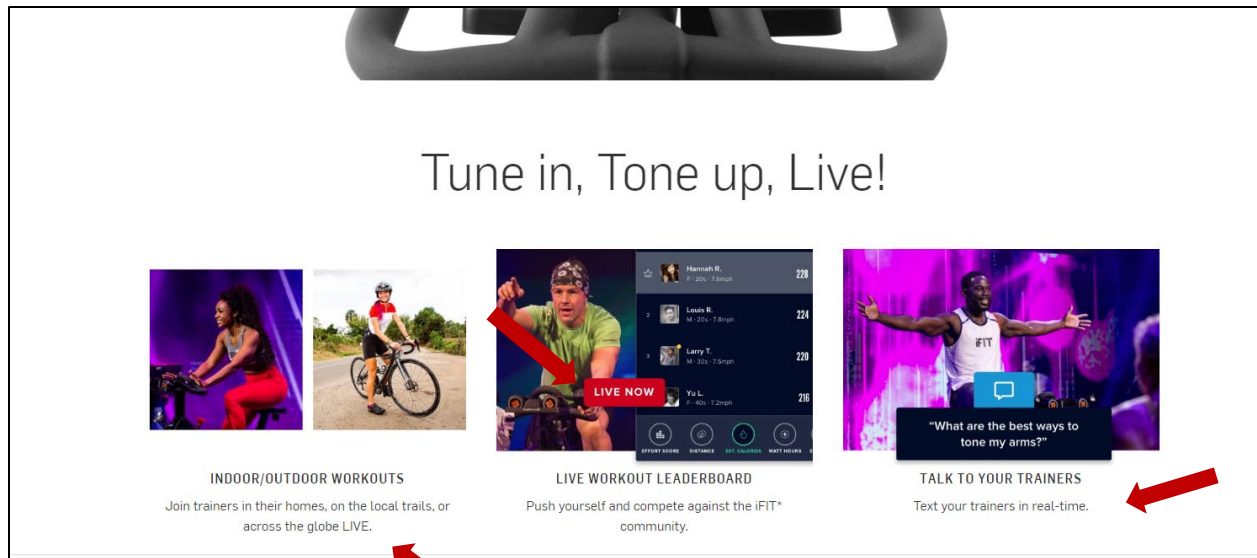 Tune in, Tone up, Live!
Hannah R.
F · 20s · 7.6mph
228
2
Louis R.
M · 20s · 7.8mph
224
3
Larry T.
M · 30s · 7.5mph
220
LIVE NOW
Yu L.
F · 40s · 7.2mph
216
EFFORT SCORE
DISTANCE
EST. CALORIES
WATT HOURS
iFIT
“What are the best ways to
tone my arms?”
INDOOR/OUTDOOR WORKOUTS
Join trainers in their homes, on the local trails, or
across the globe LIVE.
LIVE WORKOUT LEADERBOARD
Push yourself and compete against the iFIT*
community.
TALK TO YOUR TRAINERS
Text your trainers in real-time.